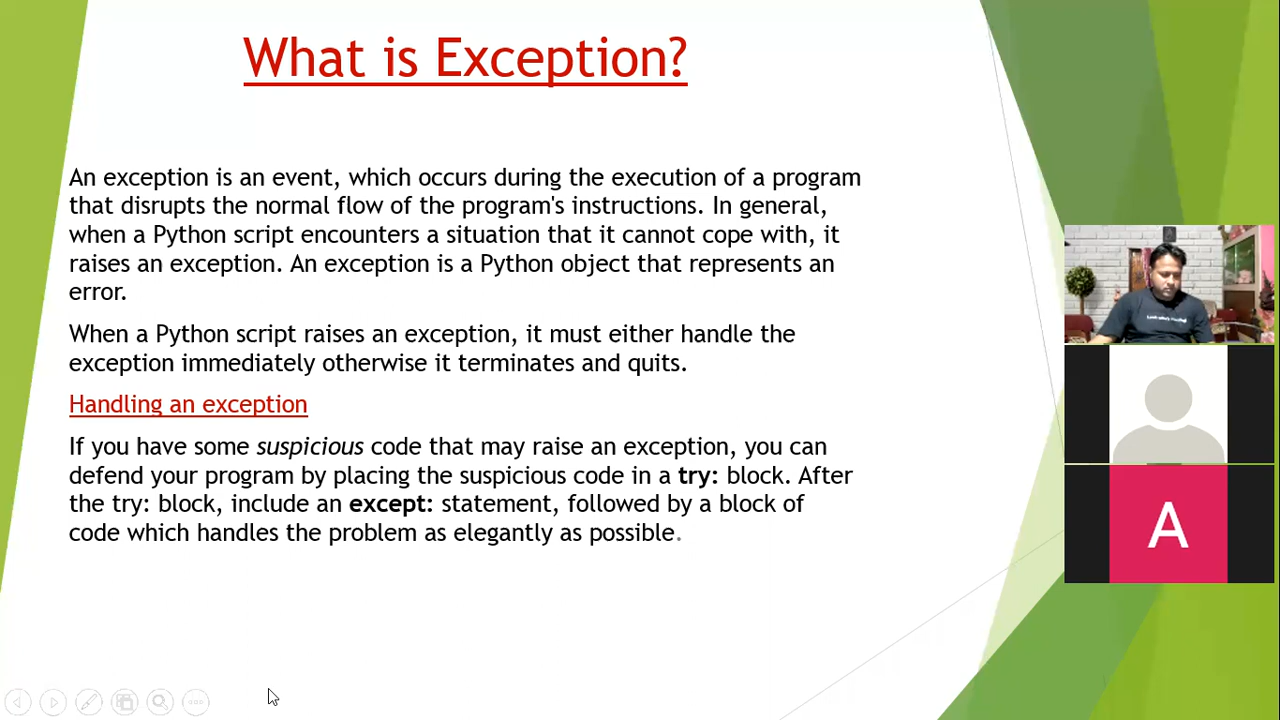 What is Exception?
An exception is an event, which occurs during the execution of a program
that disrupts the normal flow of the program's instructions. In general,
when a Python script encounters a situation that it cannot cope with, it
raises an exception. An exception is a Python object that represents an
error.
When a Python script raises an exception, it must either handle the
exception immediately otherwise it terminates and quits.
Handling an exception
If you have some suspicious code that may raise an exception, you can
defend your program by placing the suspicious code in a try: block. After
the try: block, include an except: statement, followed by a block of
code which handles the problem as elegantly as possible.
A